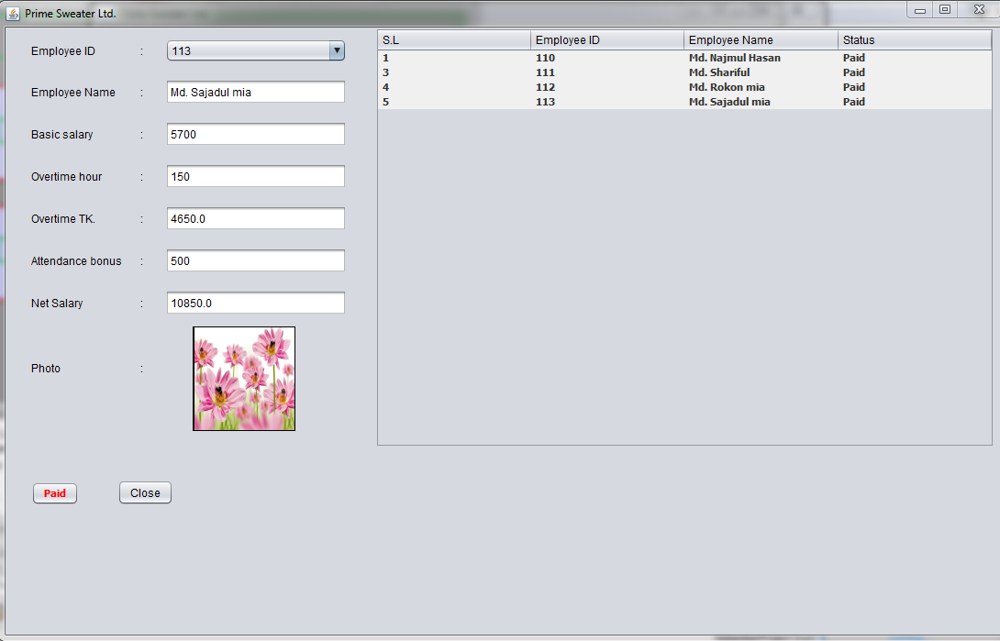 Prime Sweater Ltd.
Employee ID : 113
Employee Name : Md. Sajadul mia
Basic salary : 5700
Overtime hour : 150
Overtime TK. : 4650.0
Attendance bonus : 500
Net Salary : 10850.0
Photo :
Paid Close
S.L Employee ID Employee Name Status
1 110 Md. Najmul Hasan Paid
3 111 Md. Shariful Paid
4 112 Md. Rokon mia Paid
5 113 Md. Sajadul mia Paid